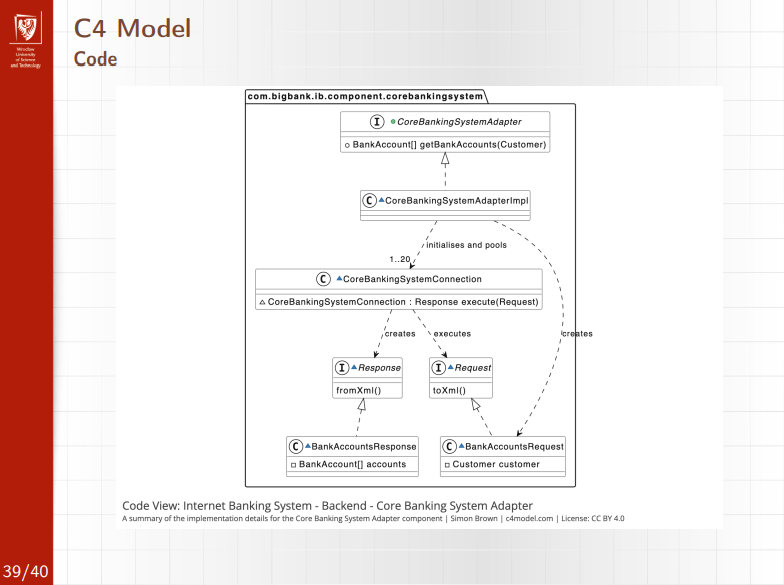 C4 Model
Code
Wrocław
University
of Science
and Technology
com.bigbank.ib.component.corebankingsystem
I CoreBankingSystemAdapter
BankAccount[] getBankAccounts(Customer)
C CoreBankingSystemAdapterImpl
initialises and pools
1..20
C CoreBankingSystemConnection
CoreBankingSystemConnection : Response execute(Request)
creates
executes
creates
I Response
I Request
fromXml()
toXml()
C BankAccountsResponse
C BankAccountsRequest
BankAccount[] accounts
Customer customer
Code View: Internet Banking System - Backend - Core Banking System Adapter
A summary of the implementation details for the Core Banking System Adapter component | Simon Brown | c4model.com | License: CC BY 4.0
39/40